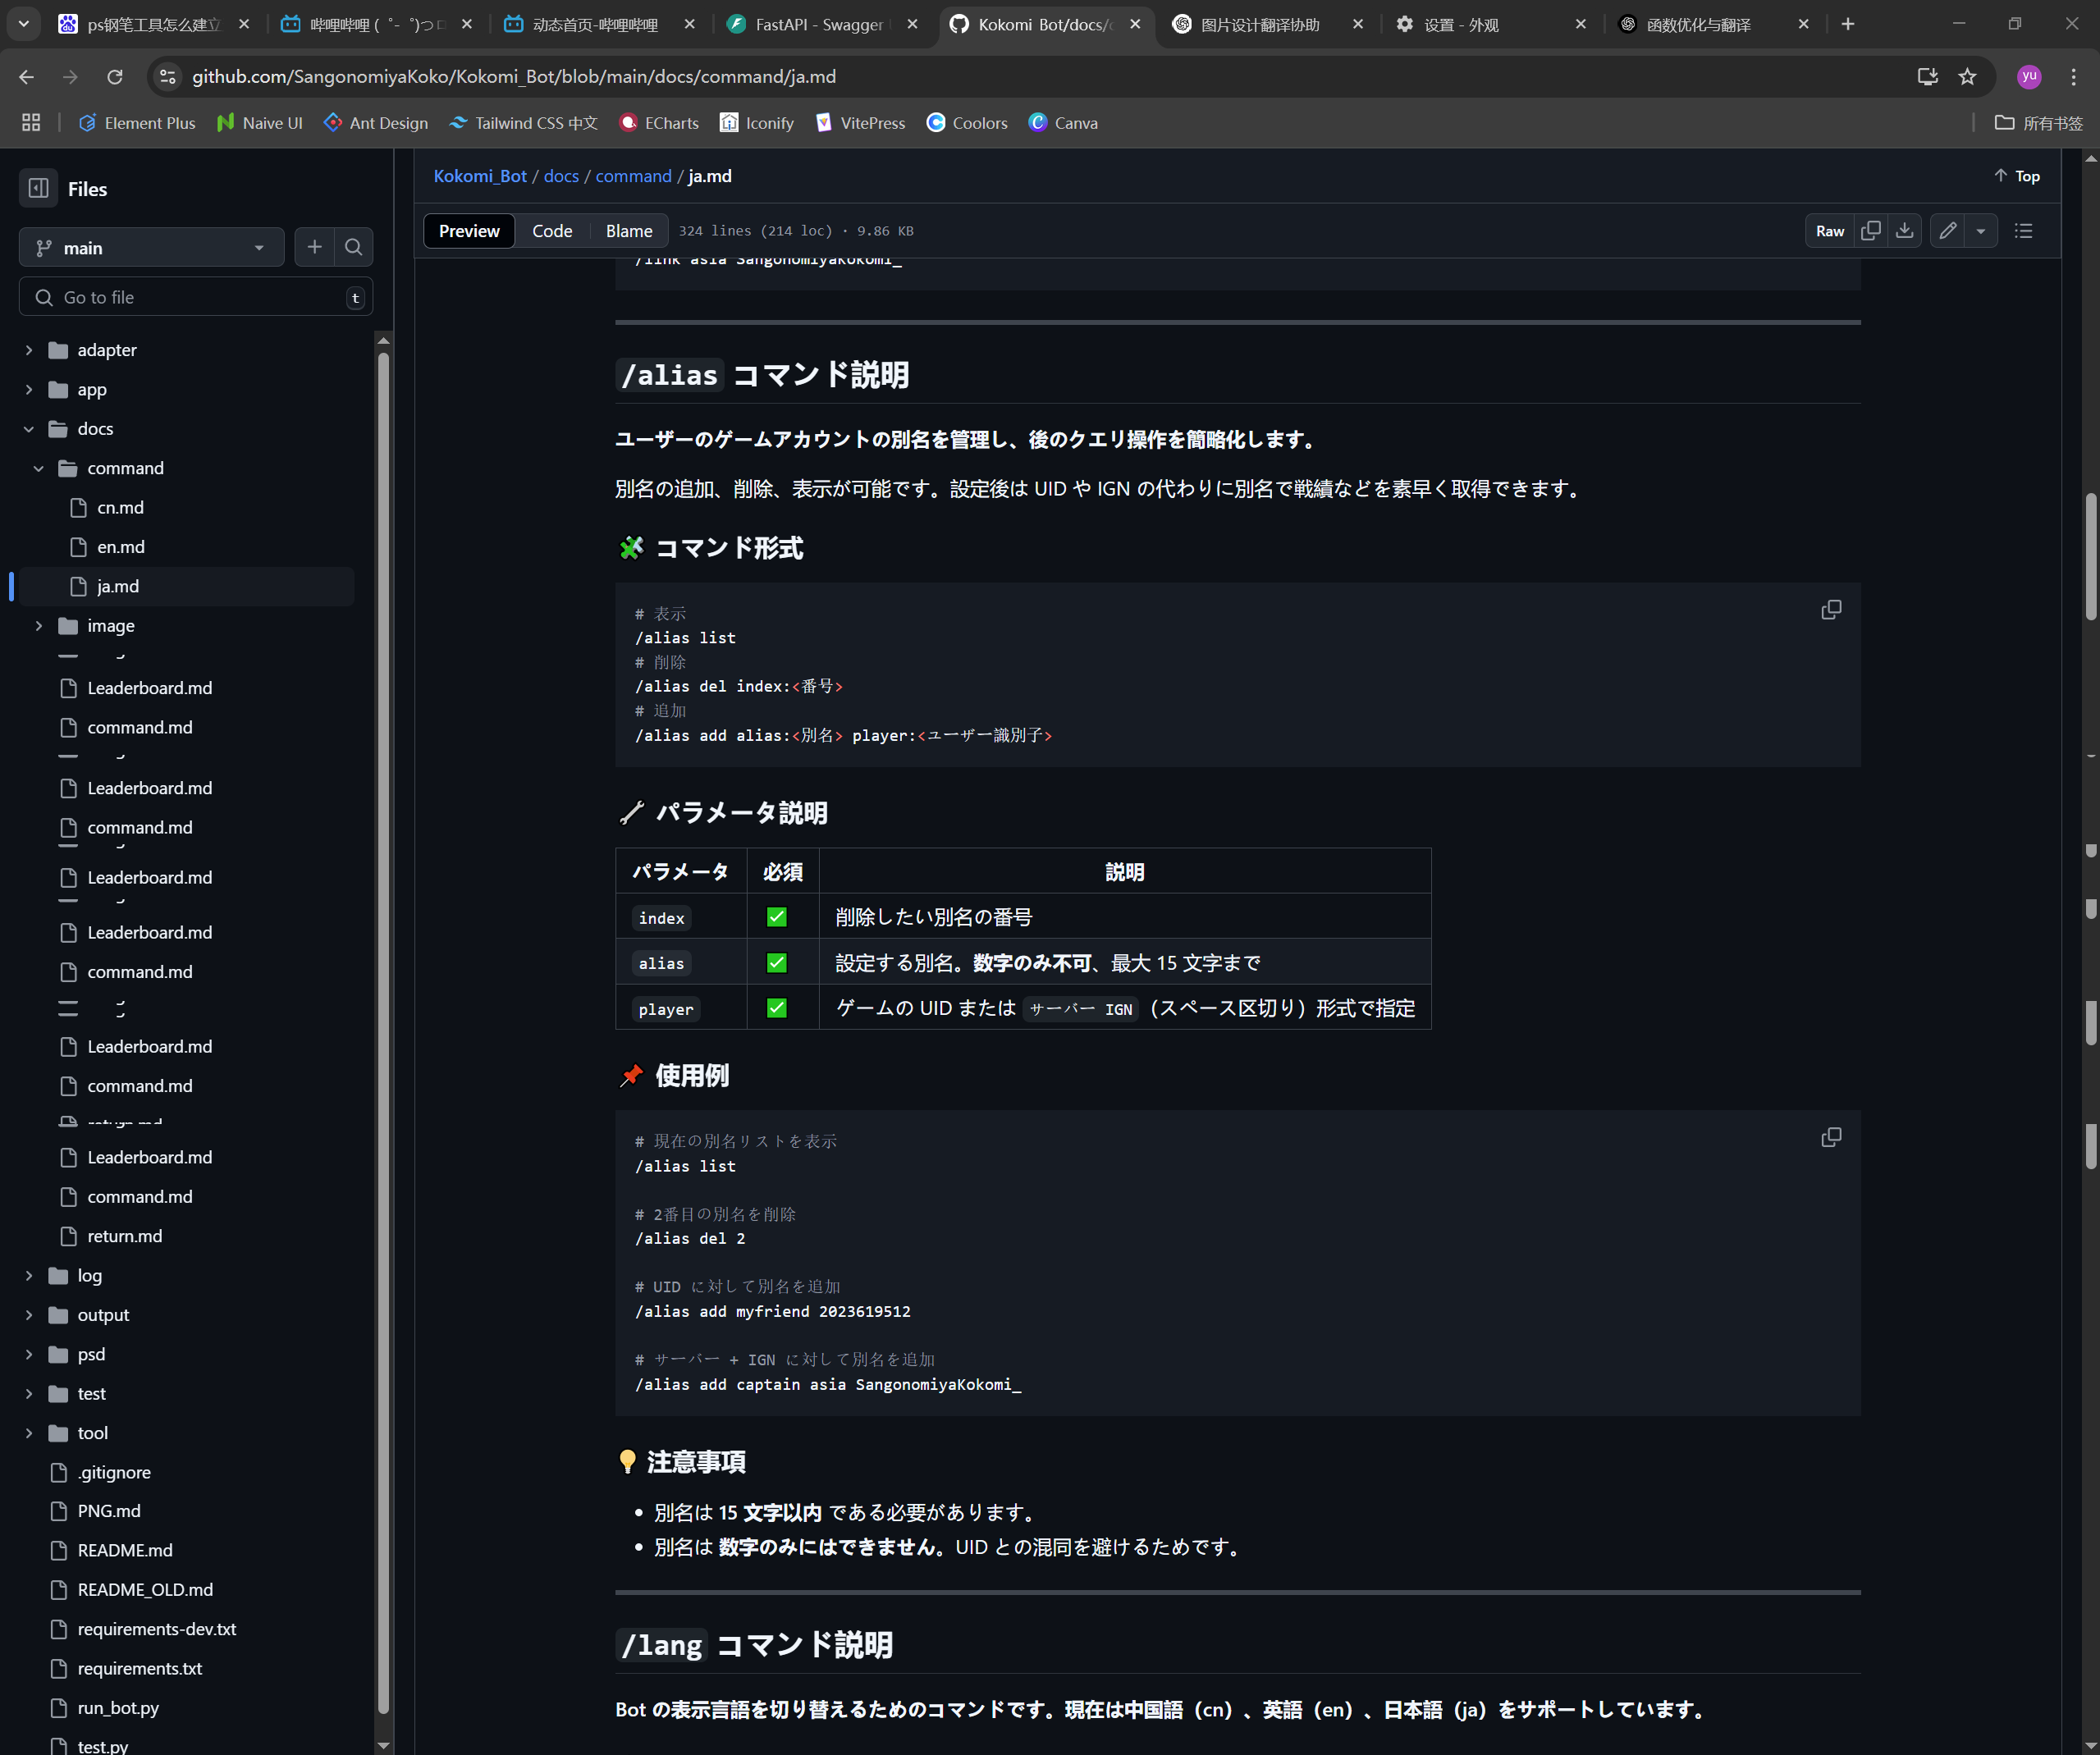 ps钢笔工具怎么建立
哔哩哔哩 (゜-゜)つロ
动态首页-哔哩哔哩
FastAPI - Swagger
Kokomi_Bot/docs/c
图片设计翻译协助
设置 - 外观
函数优化与翻译
github.com/SangonomiyaKoko/Kokomi_Bot/blob/main/docs/command/ja.md
yu
Element Plus
Naive UI
Ant Design
Tailwind CSS 中文
ECharts
Iconify
VitePress
Coolors
Canva
所有书签
Files
main
Go to file
t
adapter
app
docs
command
cn.md
en.md
ja.md
image
Leaderboard.md
command.md
Leaderboard.md
command.md
Leaderboard.md
Leaderboard.md
command.md
Leaderboard.md
command.md
return.md
Leaderboard.md
command.md
return.md
log
output
psd
test
tool
.gitignore
PNG.md
README.md
README_OLD.md
requirements-dev.txt
requirements.txt
run_bot.py
test.py
Kokomi_Bot / docs / command / ja.md
Top
Preview
Code
Blame
324 lines (214 loc) · 9.86 KB
Raw
/link asia SangonomiyaKokomi_
/alias コマンド説明
ユーザーのゲームアカウントの別名を管理し、後のクエリ操作を簡略化します。
別名の追加、削除、表示が可能です。設定後は UID や IGN の代わりに別名で戦績などを素早く取得できます。
🧩 コマンド形式
# 表示
/alias list
# 削除
/alias del index:<番号>
# 追加
/alias add alias:<別名> player:<ユーザー識別子>
🔧 パラメータ説明
パラメータ 必須 説明
index ✅ 削除したい別名の番号
alias ✅ 設定する別名。数字のみ不可、最大 15 文字まで
player ✅ ゲームの UID または サーバー IGN （スペース区切り）形式で指定
📌 使用例
# 現在の別名リストを表示
/alias list
# 2番目の別名を削除
/alias del 2
# UID に対して別名を追加
/alias add myfriend 2023619512
# サーバー + IGN に対して別名を追加
/alias add captain asia SangonomiyaKokomi_
💡 注意事項
• 別名は 15 文字以内 である必要があります。
• 別名は 数字のみにはできません。UID との混同を避けるためです。
/lang コマンド説明
Bot の表示言語を切り替えるためのコマンドです。現在は中国語（cn）、英語（en）、日本語（ja）をサポートしています。